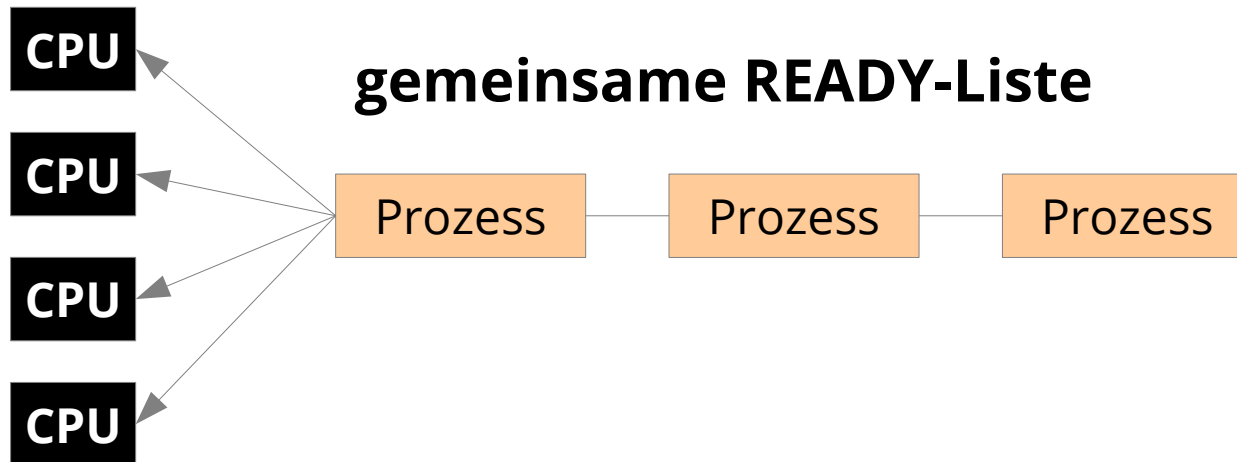 CPU
gemeinsame READY-Liste
CPU
Prozess Prozess Prozess
CPU
CPU